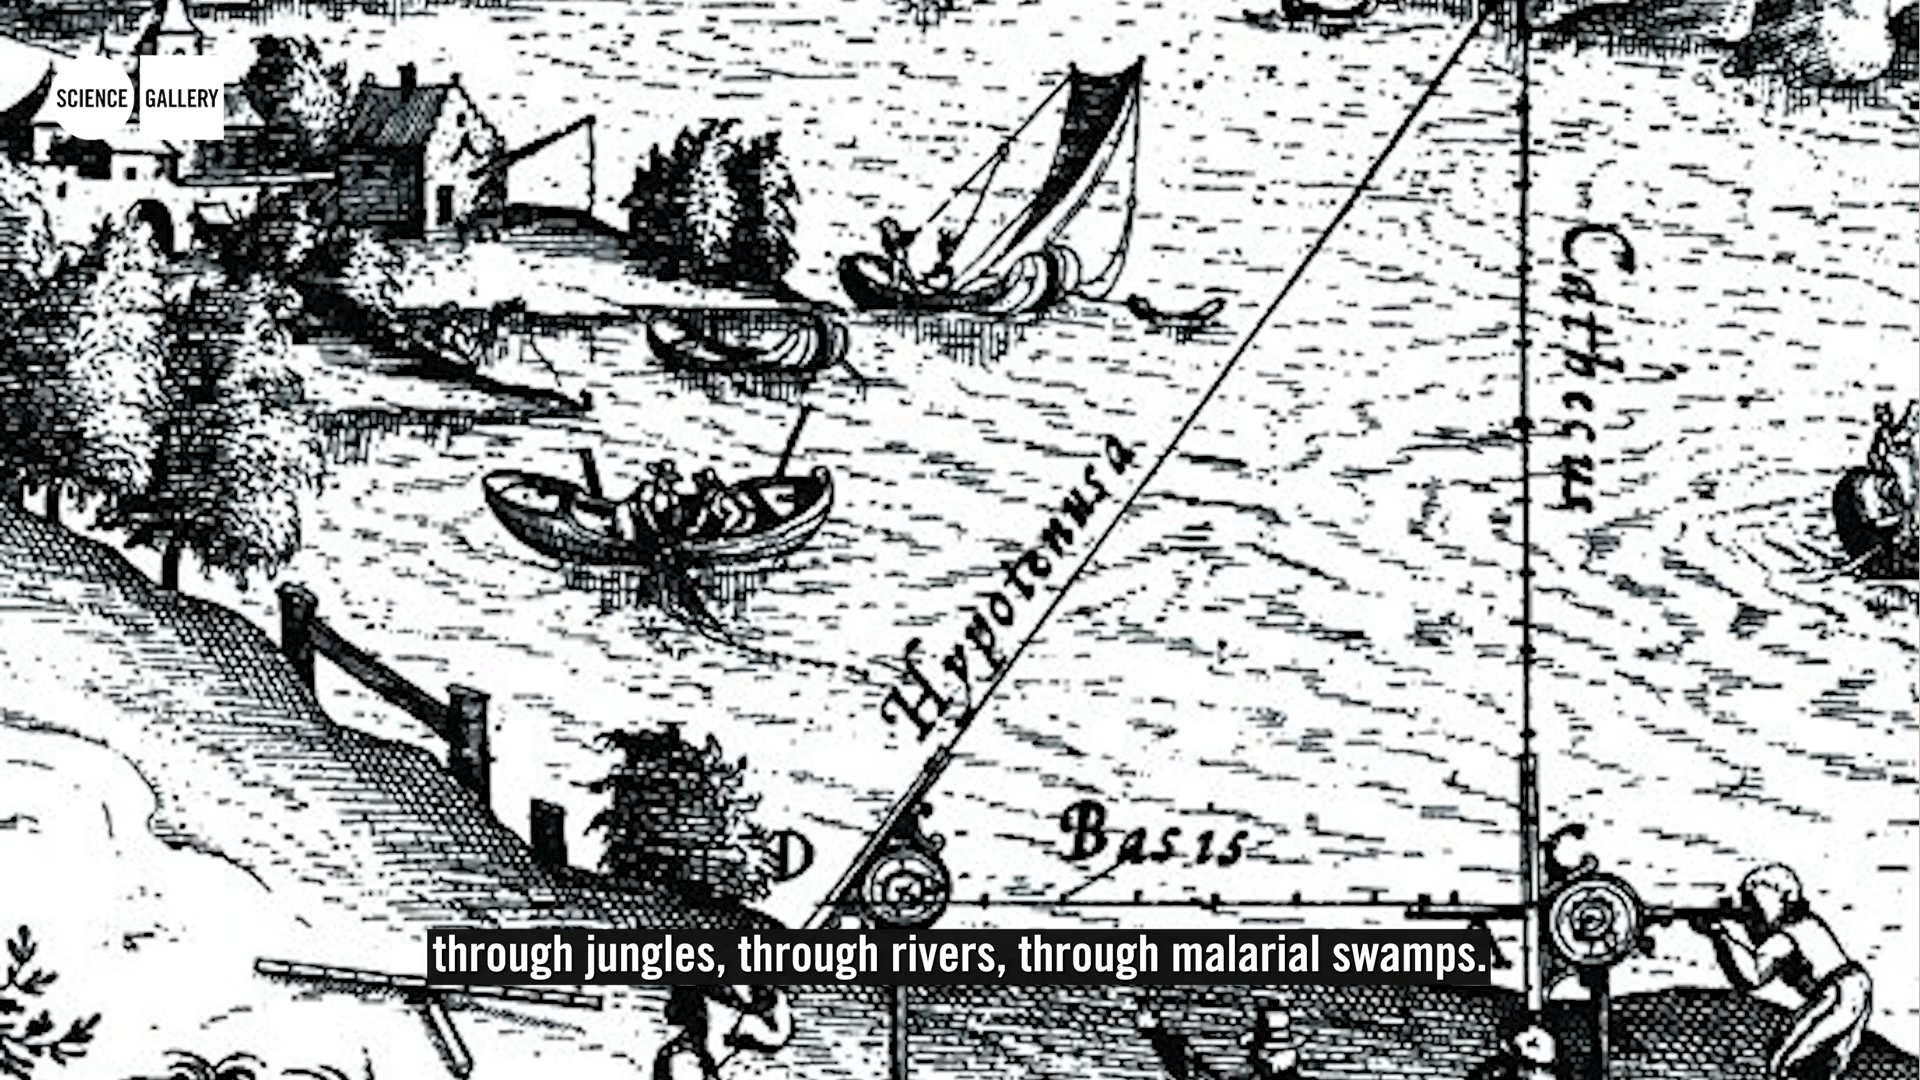 SCIENCE GALLERY
Cathecus
Hypotenusa
Basis
D
C
through jungles, through rivers, through malarial swamps.